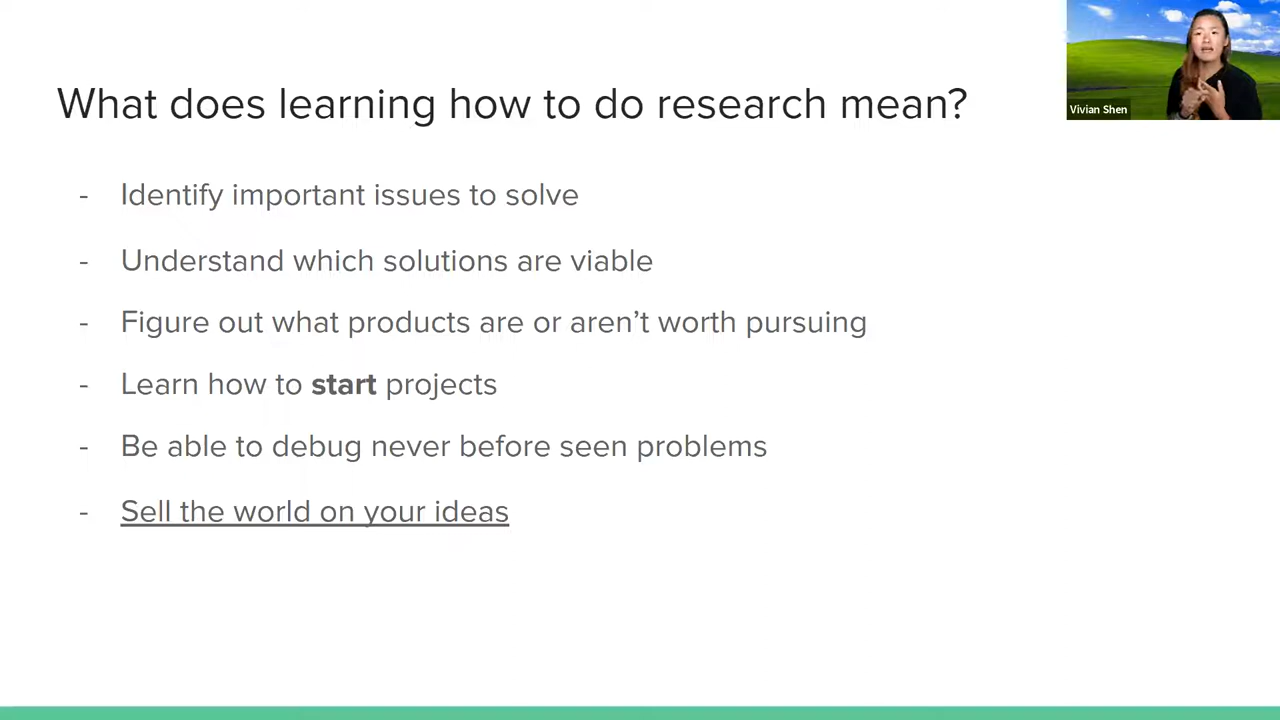 What does learning how to do research mean?
- Identify important issues to solve
- Understand which solutions are viable
- Figure out what products are or aren’t worth pursuing
- Learn how to start projects
- Be able to debug never before seen problems
- Sell the world on your ideas
Vivian Shen